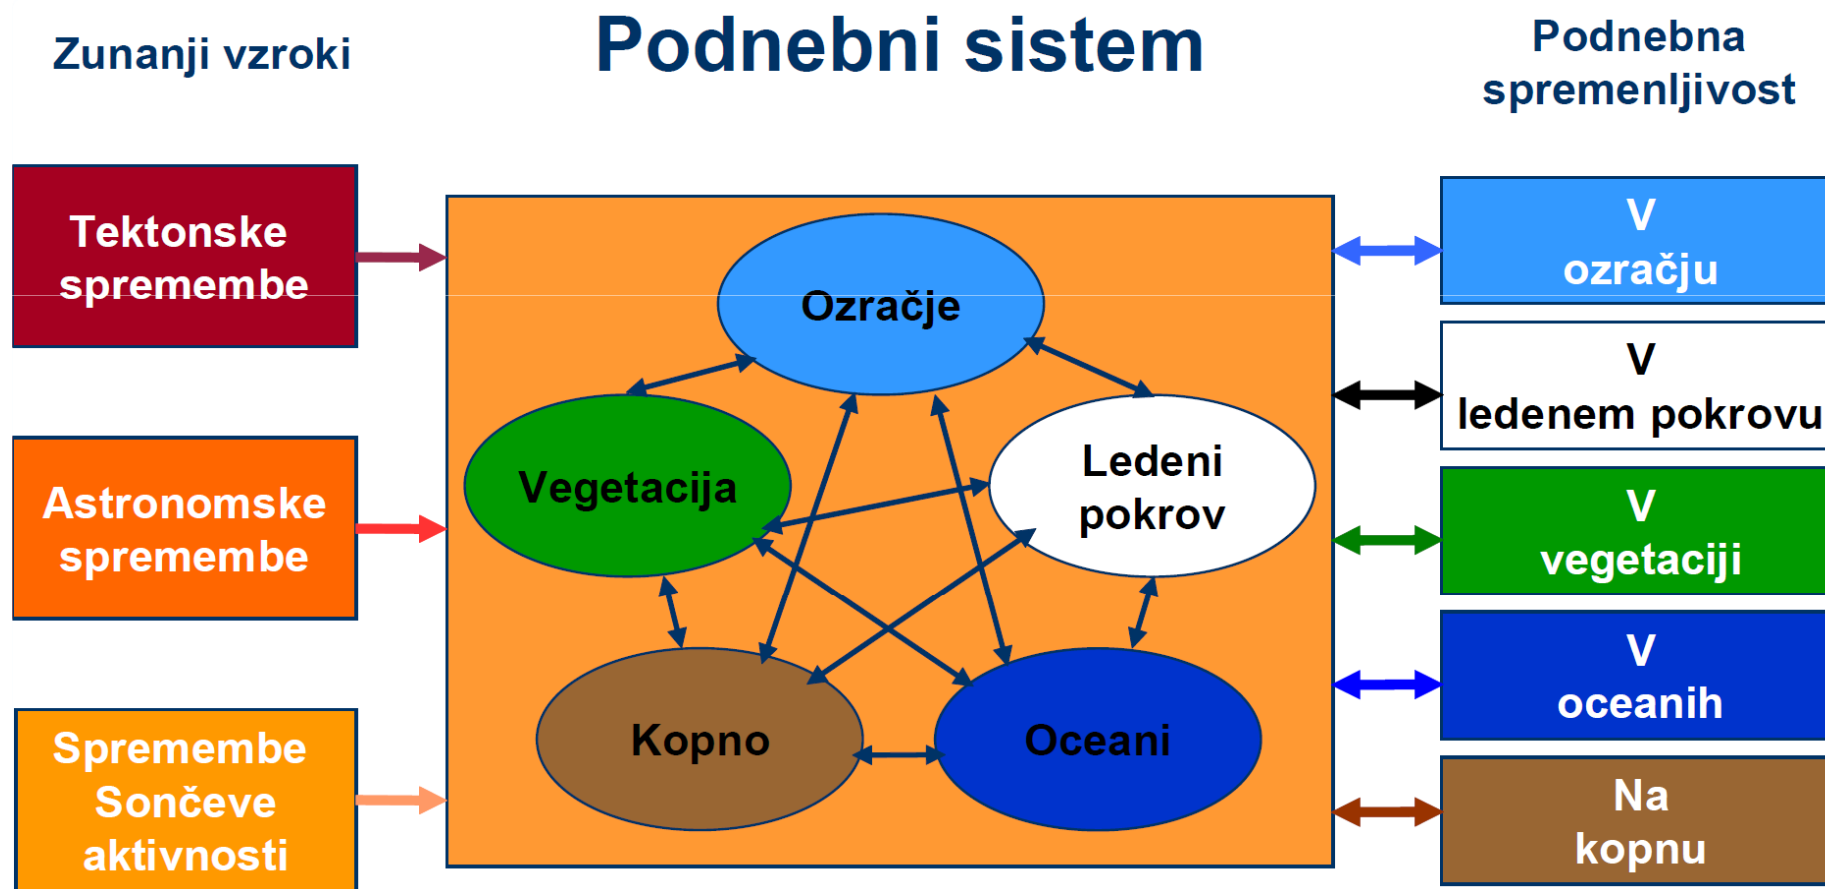 Zunanji vzroki
Podnebni sistem
Podnebna
spremenljivost
Tektonske
spremembe
Astronomske
spremembe
Spremembe
Sončeve
aktivnosti
Ozračje
Vegetacija
Ledeni
pokrov
Kopno
Oceani
V
ozračju
V
ledenem pokrovu
V
vegetaciji
V
oceanih
Na
kopnu